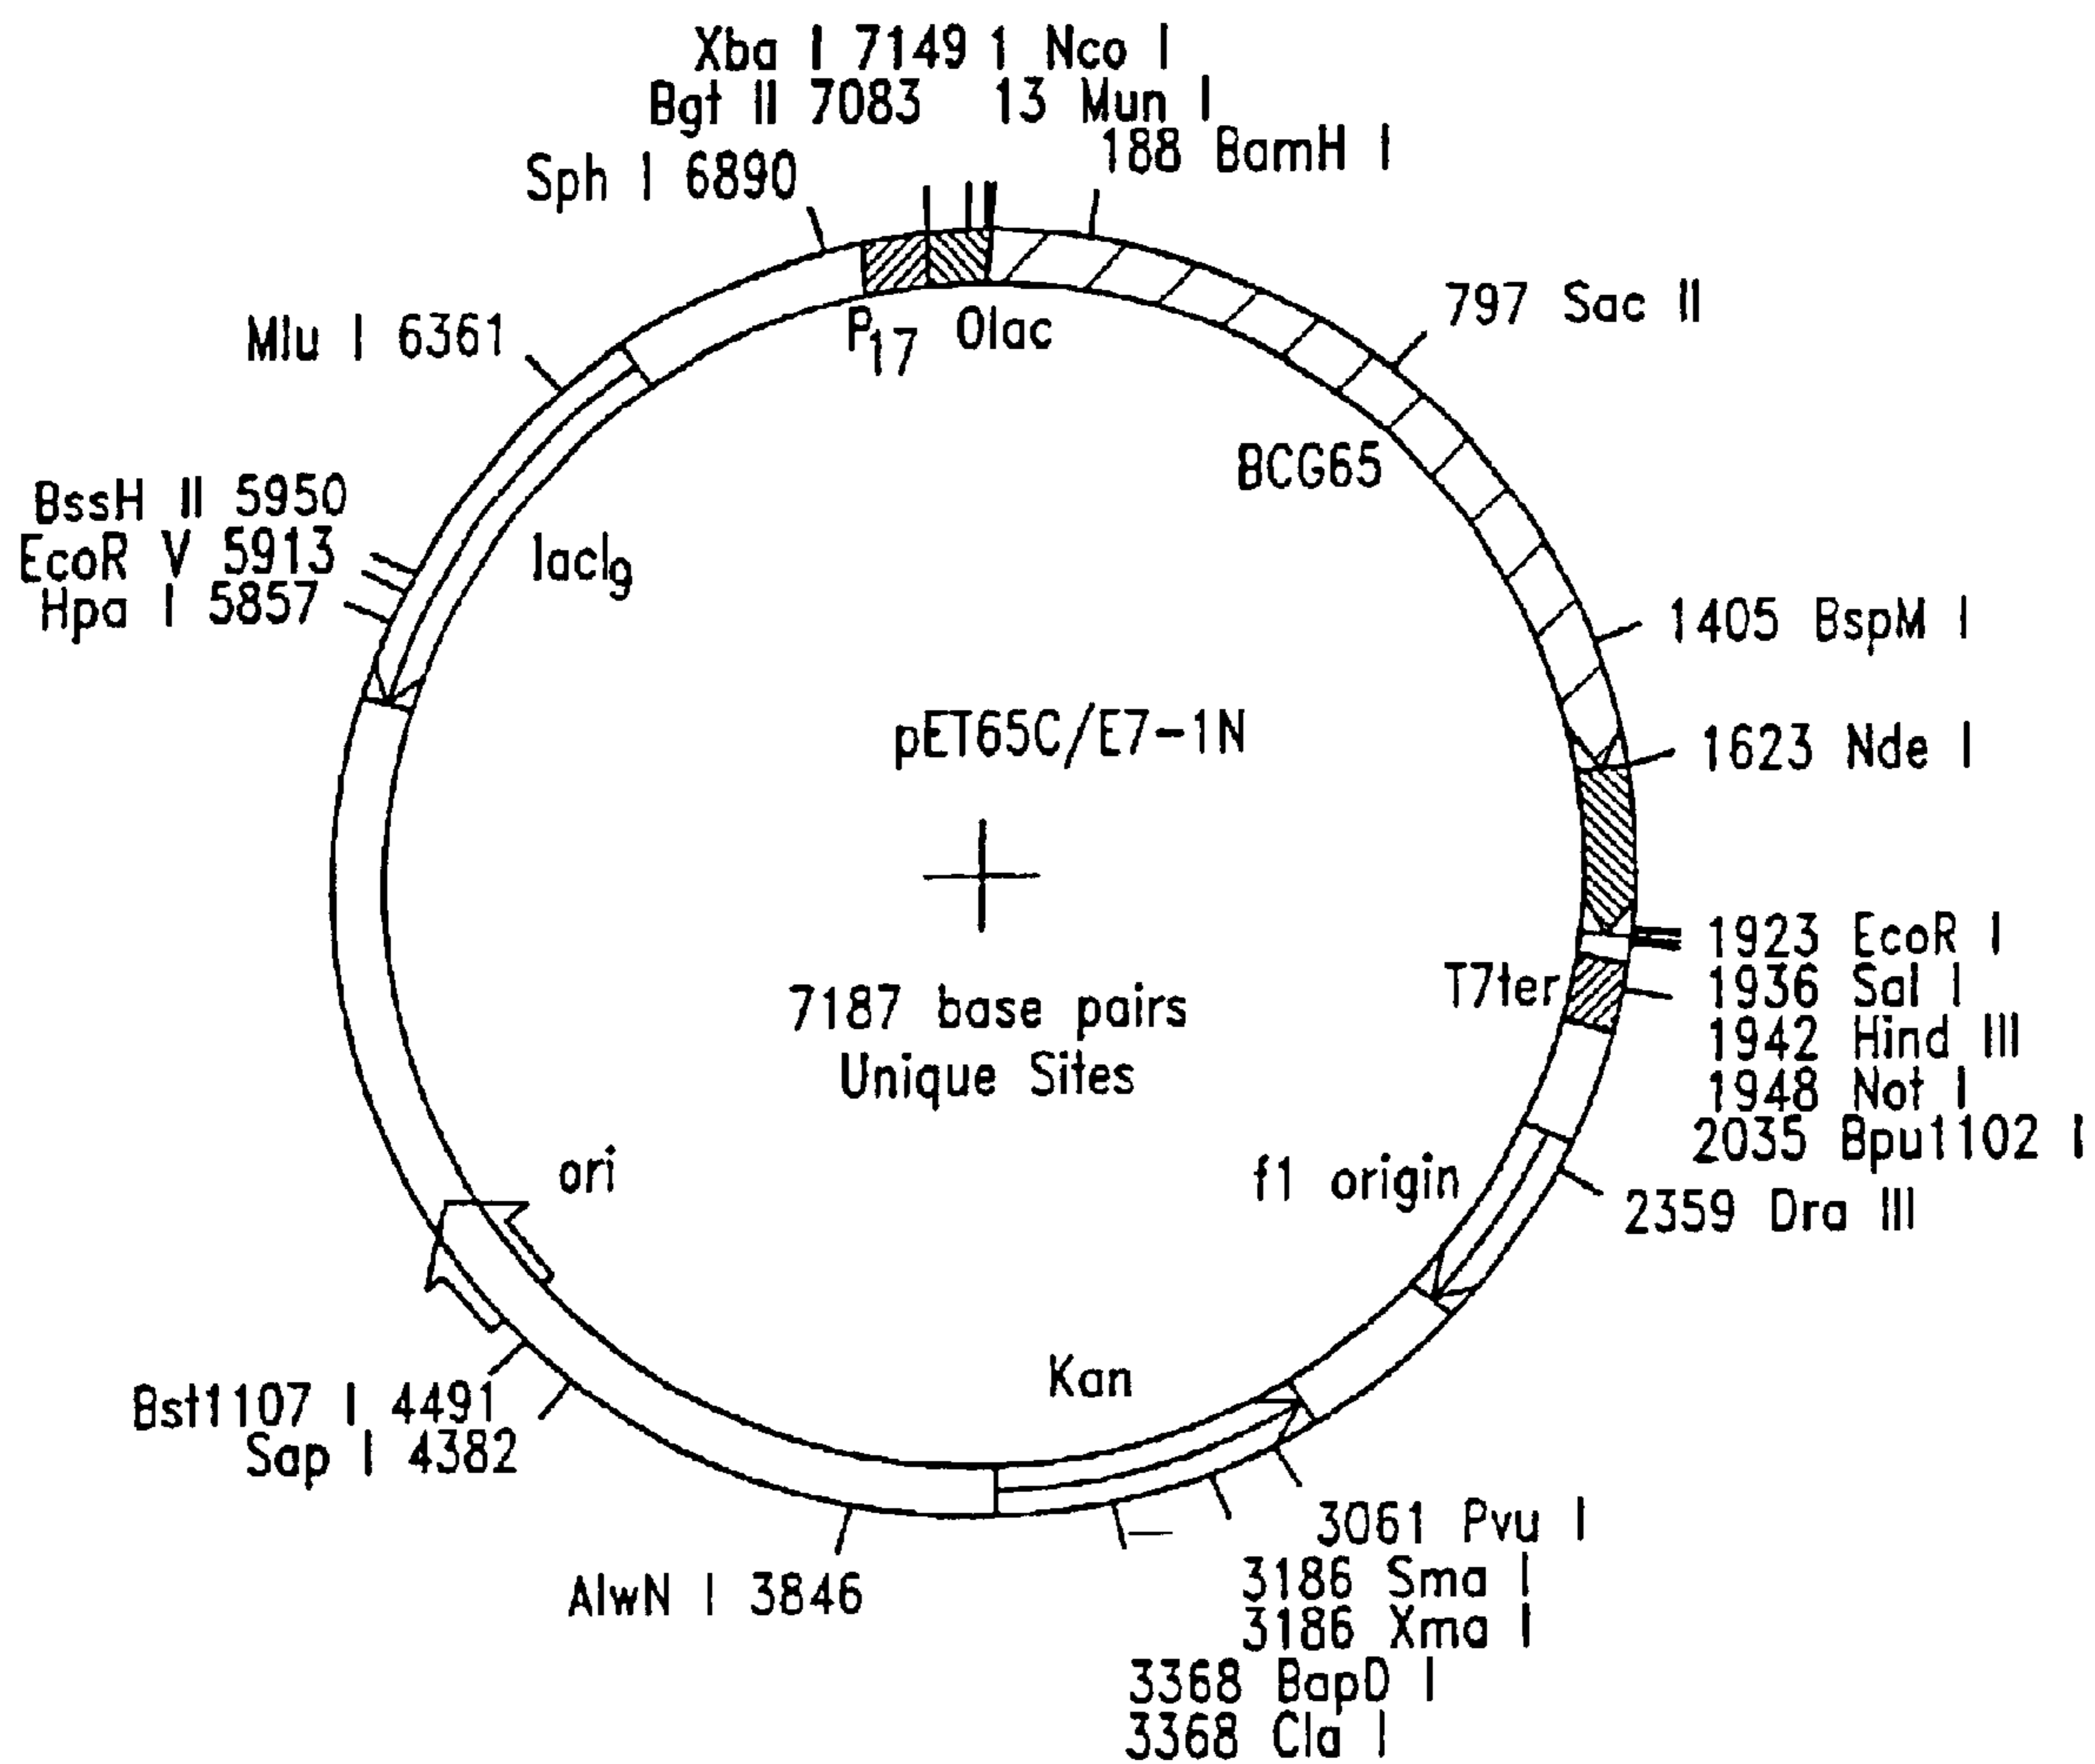 Xba I 7149 1 Nco I
Bgt II 7083 13 Mun I
Sph I 6890 188 BamH I
Mlu I 6361 797 Sac II
P17 Olac
BCG65
BssH II 5950
EcoR V 5913
Hpa I 5857
lacIg
1405 BspM I
pET65C/E7-1N
1623 Nde I
1923 EcoR I
T7ter
1936 Sal I
7187 base pairs
1942 Hind III
Unique Sites
1948 Not I
2035 Bpu1102 I
ori
f1 origin
2359 Dra III
Kan
Bst1107 I 4491
Sap I 4382
3061 Pvu I
AlwN I 3846
3186 Sma I
3186 Xma I
3368 BapD I
3368 Cla I